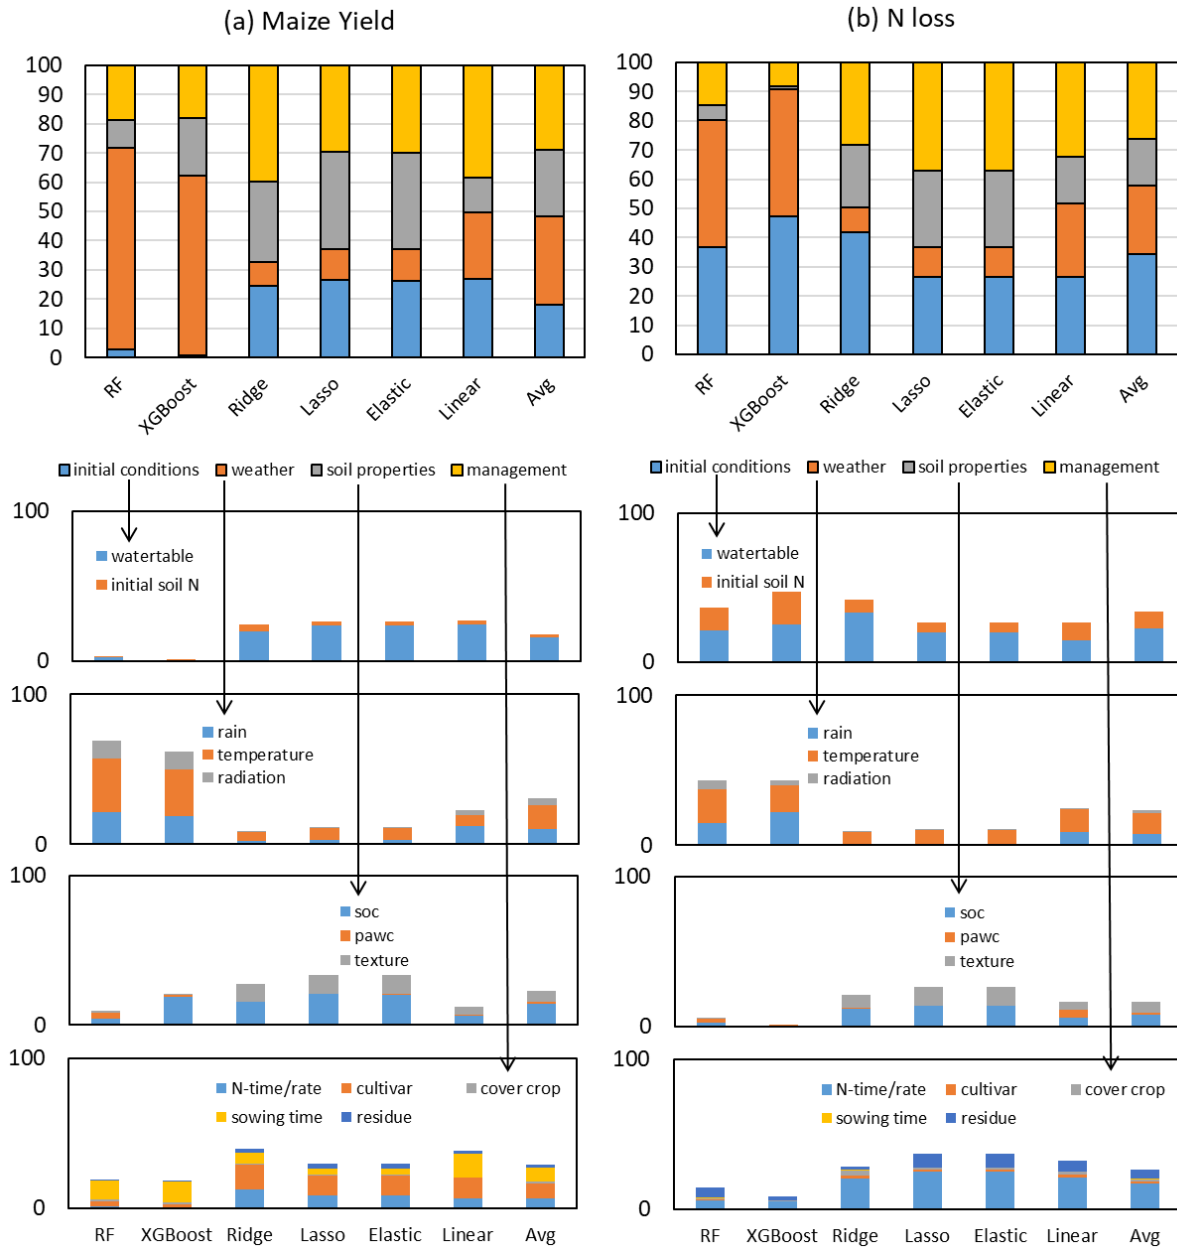 (a) Maize Yield
100
90
80
70
60
50
40
30
20
10
0
RF
XGBoost
Ridge
Lasso
Elastic
Linear
Avg
initial conditions weather soil properties management
100
watertable
initial soil N
0
100
rain
temperature
radiation
0
100
soc
pawc
texture
0
100
N-time/rate cultivar cover crop
sowing time residue
0
RF XGBoost Ridge Lasso Elastic Linear Avg
(b) N loss
100
90
80
70
60
50
40
30
20
10
0
RF
XGBoost
Ridge
Lasso
Elastic
Linear
Avg
initial conditions weather soil properties management
100
watertable
initial soil N
0
100
rain
temperature
radiation
0
100
soc
pawc
texture
0
100
N-time/rate cultivar cover crop
sowing time residue
0
RF XGBoost Ridge Lasso Elastic Linear Avg